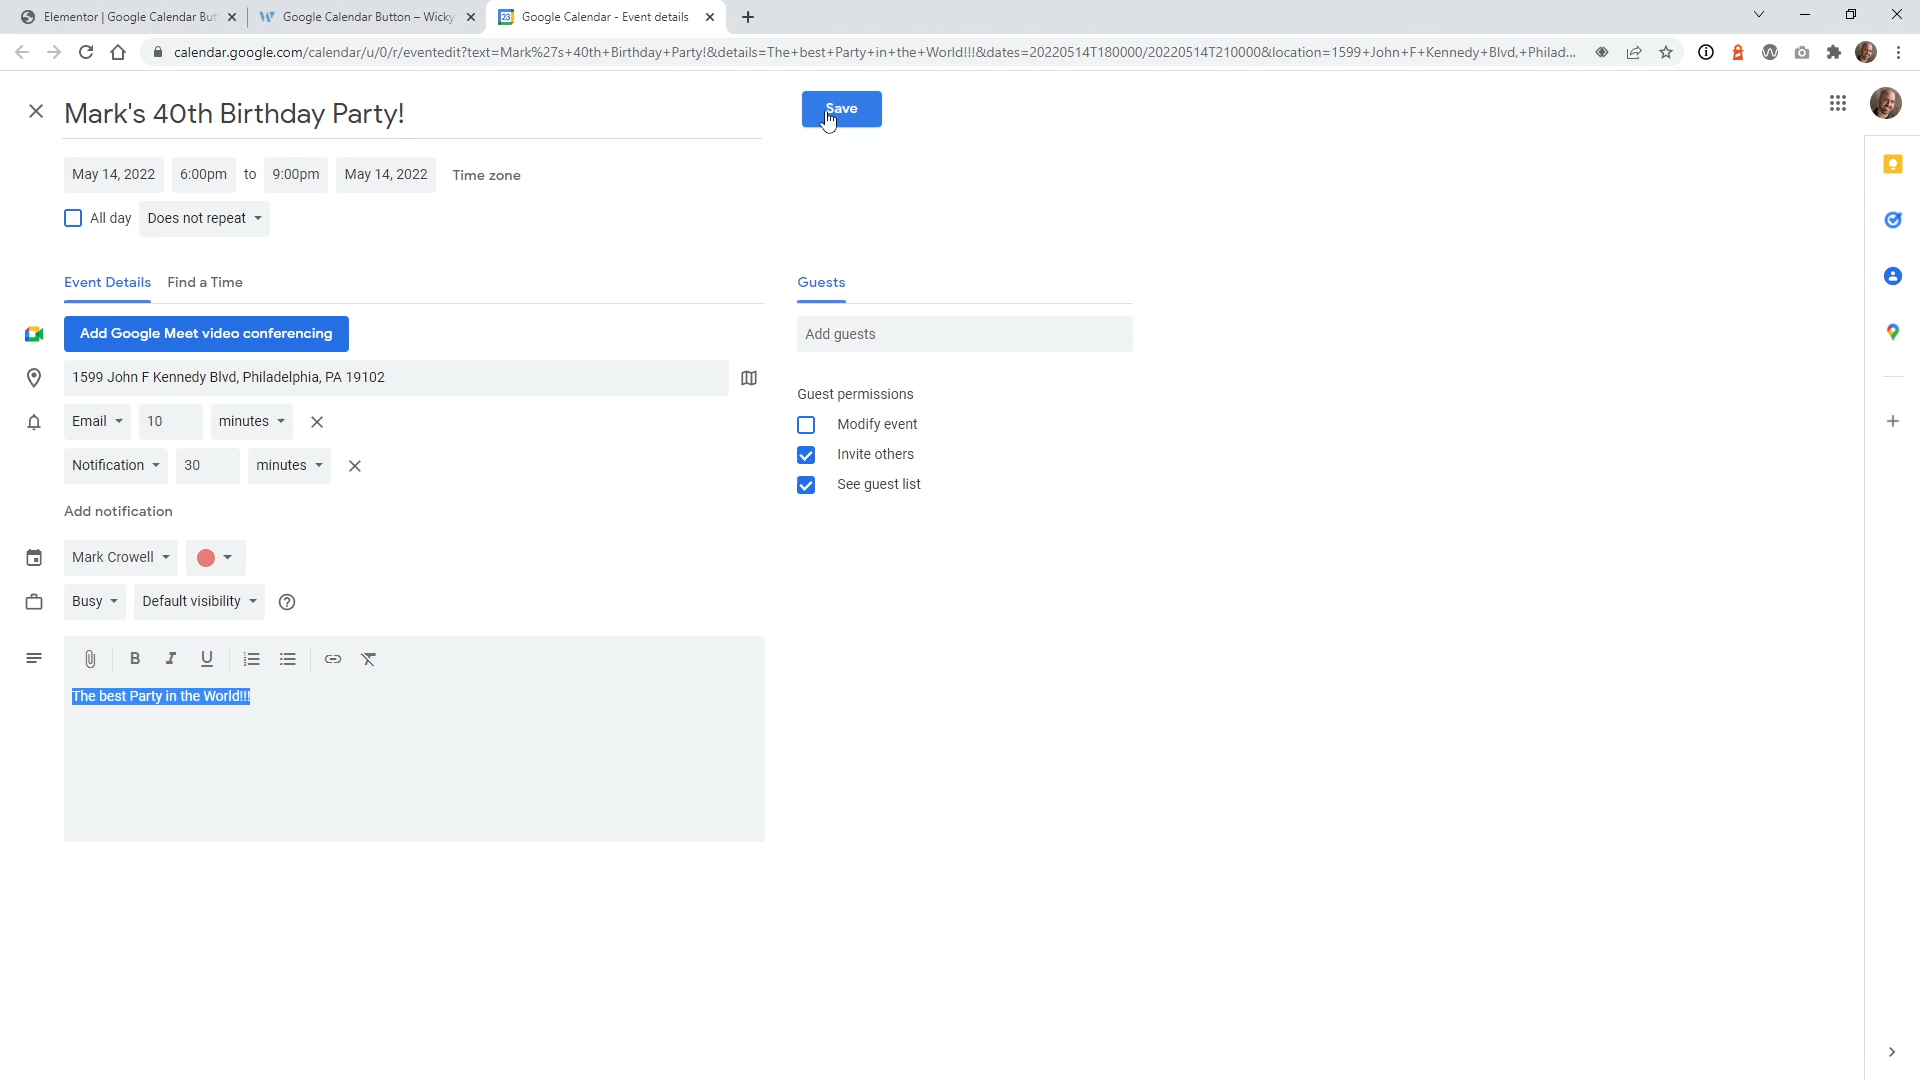 Elementor | Google Calendar But
Google Calendar Button – Wicky
Google Calendar - Event details
calendar.google.com/calendar/u/0/r/eventedit?text=Mark%27s+40th+Birthday+Party!&details=The+best+Party+in+the+World!!!&dates=20220514T180000/20220514T210000&location=1599+John+F+Kennedy+Blvd,+Philad...
Mark's 40th Birthday Party!
Save
May 14, 2022 6:00pm to 9:00pm May 14, 2022 Time zone
All day Does not repeat
Event Details Find a Time
Guests
Add Google Meet video conferencing
Add guests
1599 John F Kennedy Blvd, Philadelphia, PA 19102
Guest permissions
Email 10 minutes
Modify event
Invite others
Notification 30 minutes
See guest list
Add notification
Mark Crowell
Busy Default visibility
B I U
The best Party in the World!!!